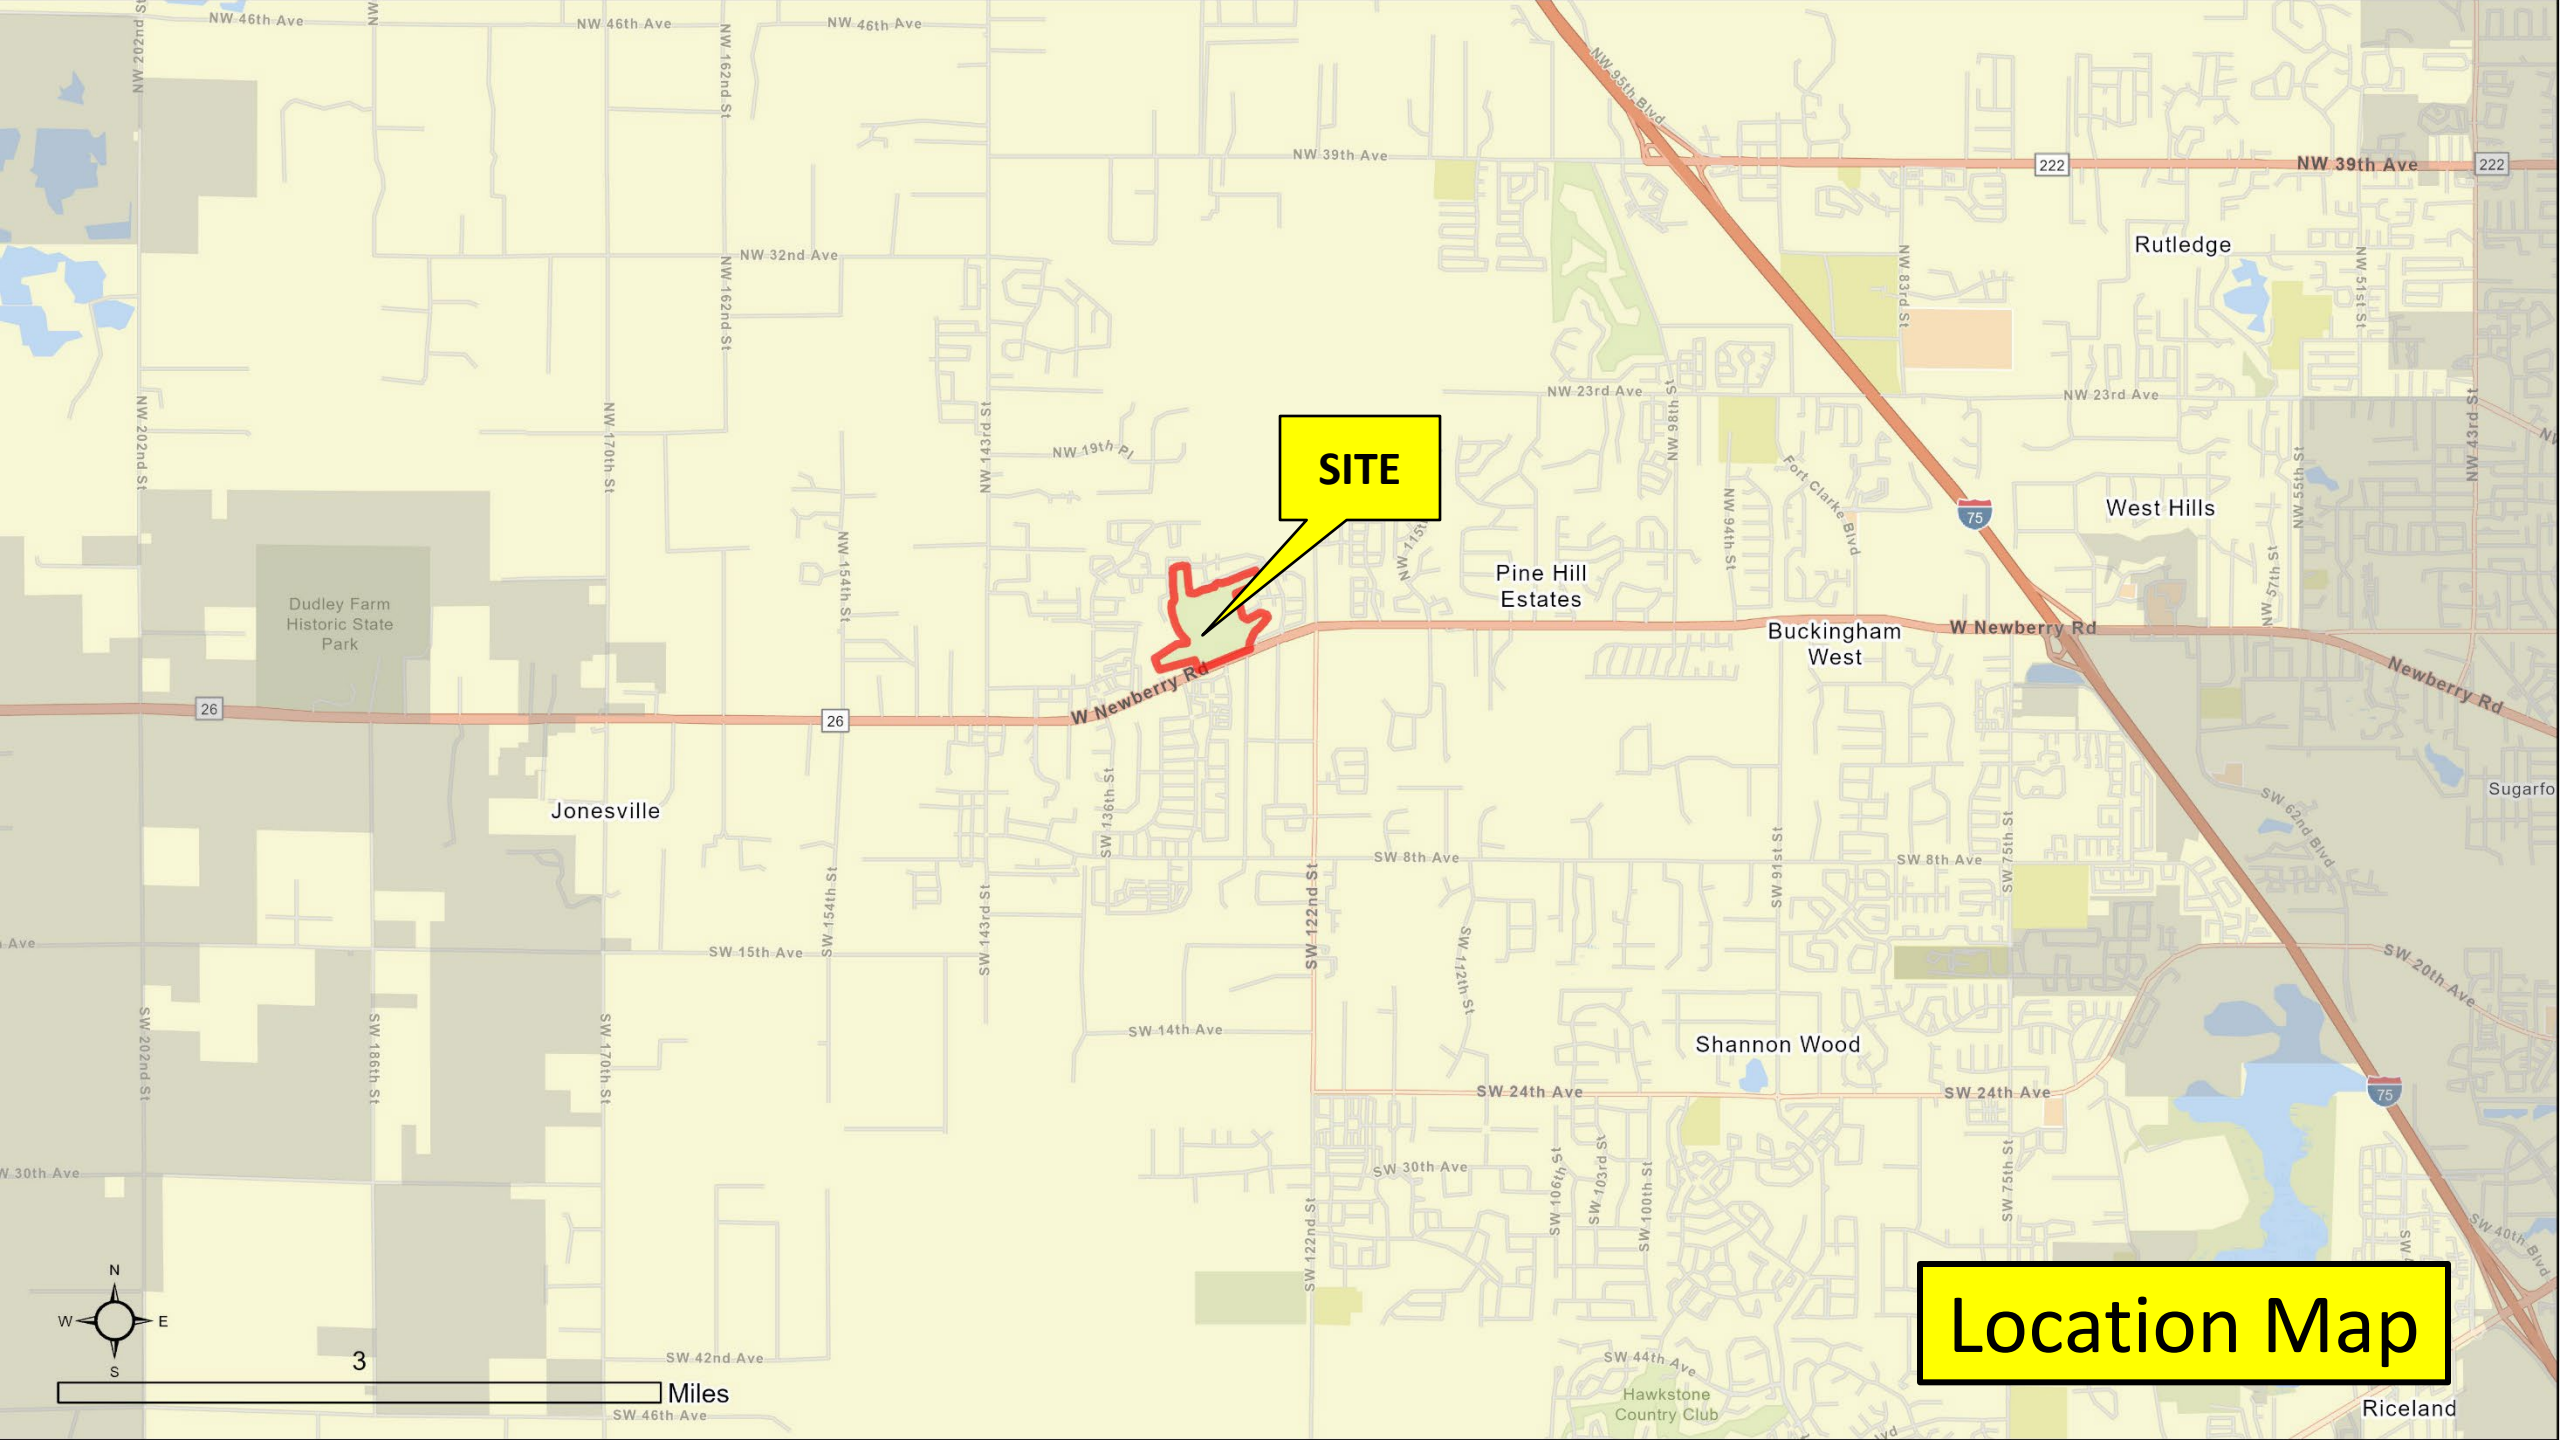 NW 46th Ave
NW 46th Ave
NW 46th Ave
NW 202nd St
NW
NW 162nd St
NW 95th Blvd
NW 39th Ave
222
NW 39th Ave
222
Rutledge
NW 32nd Ave
NW 162nd St
NW 83rd St
NW 51st St
NW 23rd Ave
NW 23rd Ave
NW 98th St
NW 202nd St
NW 170th St
NW 143rd St
NW 19th Pl
SITE
NW 43rd St
Fort Clarke Blvd
NW 55th St
West Hills
75
NW 94th St
NW 115th
NW 154th St
NW 57th St
Pine Hill
Estates
Dudley Farm
Historic State
Park
Buckingham
West
W Newberry Rd
W Newberry Rd
Newberry Rd
26
26
Jonesville
SW 136th St
SW 62nd Blvd
Sugarfo
SW 8th Ave
SW 8th Ave
SW 75th St
SW 91st St
SW 154th St
SW 143rd St
SW 122nd St
SW 112th St
Ave
SW 15th Ave
SW 20th Ave
SW 14th Ave
SW 202nd St
SW 186th St
SW 170th St
Shannon Wood
SW 24th Ave
SW 24th Ave
75
W 30th Ave
SW 30th Ave
SW 106th St
SW 103rd St
SW 100th St
SW 75th St
SW 122nd St
SW
SW 40th Blvd
N
W E
S
Location Map
3
Miles
SW 42nd Ave
SW 44th Ave
Hawkstone
Country Club
SW 46th Ave
Riceland